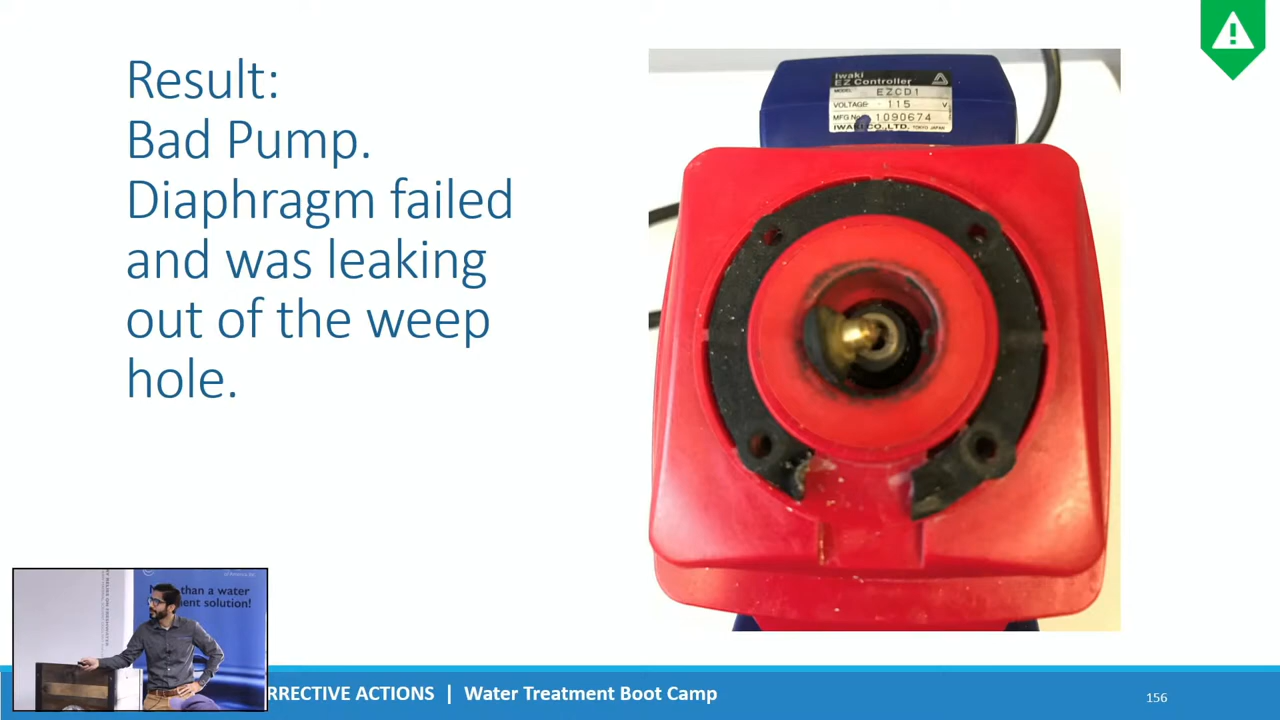 Result:
Bad Pump.
Diaphragm failed
and was leaking
out of the weep
hole.
Iwaki
EZ Controller
MODEL EZCD1
VOLTAGE 115 V
MFG No. 1090674
IWAKI CO., LTD. TOKYO JAPAN
than a water
ment solution!
RRECTIVE ACTIONS | Water Treatment Boot Camp
156